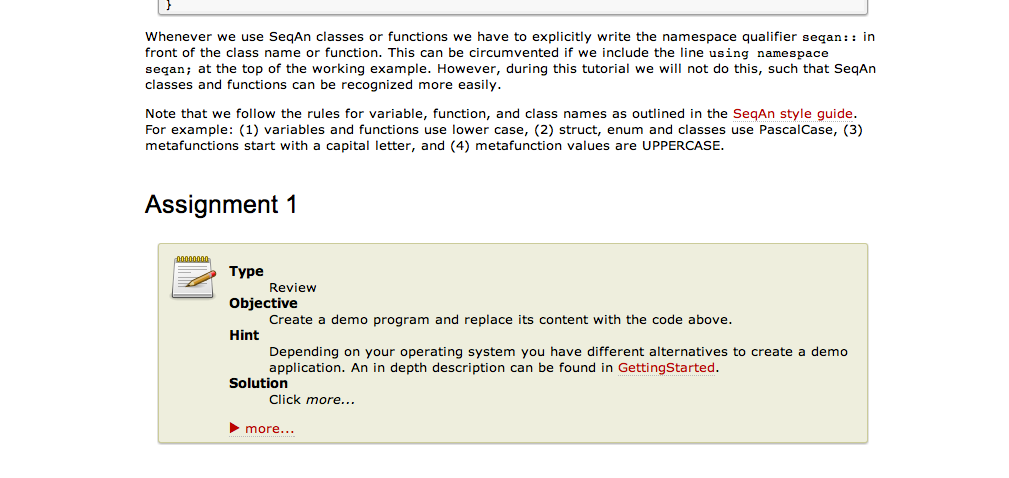 }
Whenever we use SeqAn classes or functions we have to explicitly write the namespace qualifier seqan:: in
front of the class name or function. This can be circumvented if we include the line using namespace
seqan; at the top of the working example. However, during this tutorial we will not do this, such that SeqAn
classes and functions can be recognized more easily.
Note that we follow the rules for variable, function, and class names as outlined in the SeqAn style guide.
For example: (1) variables and functions use lower case, (2) struct, enum and classes use PascalCase, (3)
metafunctions start with a capital letter, and (4) metafunction values are UPPERCASE.
Assignment 1
Type
Review
Objective
Create a demo program and replace its content with the code above.
Hint
Depending on your operating system you have different alternatives to create a demo
application. An in depth description can be found in GettingStarted.
Solution
Click more...
more...